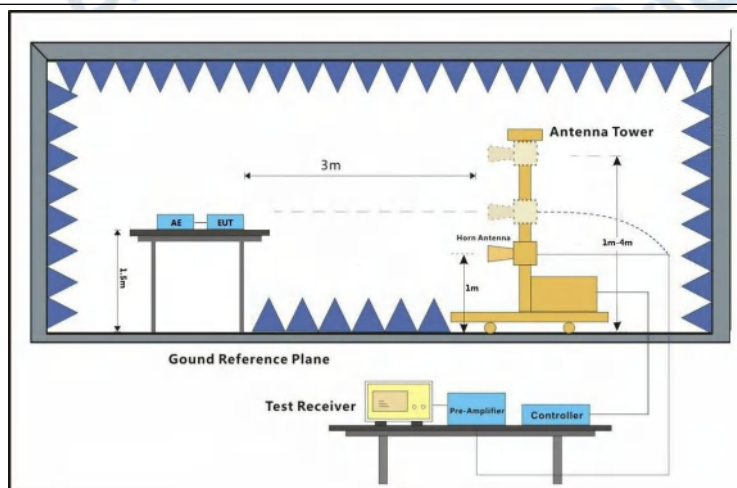 Antenna Tower
3m
AE
EUT
Horn Antenna
1m-4m
1.5m
1m
Gound Reference Plane
Test Receiver
Pre-Amplifier
Controller